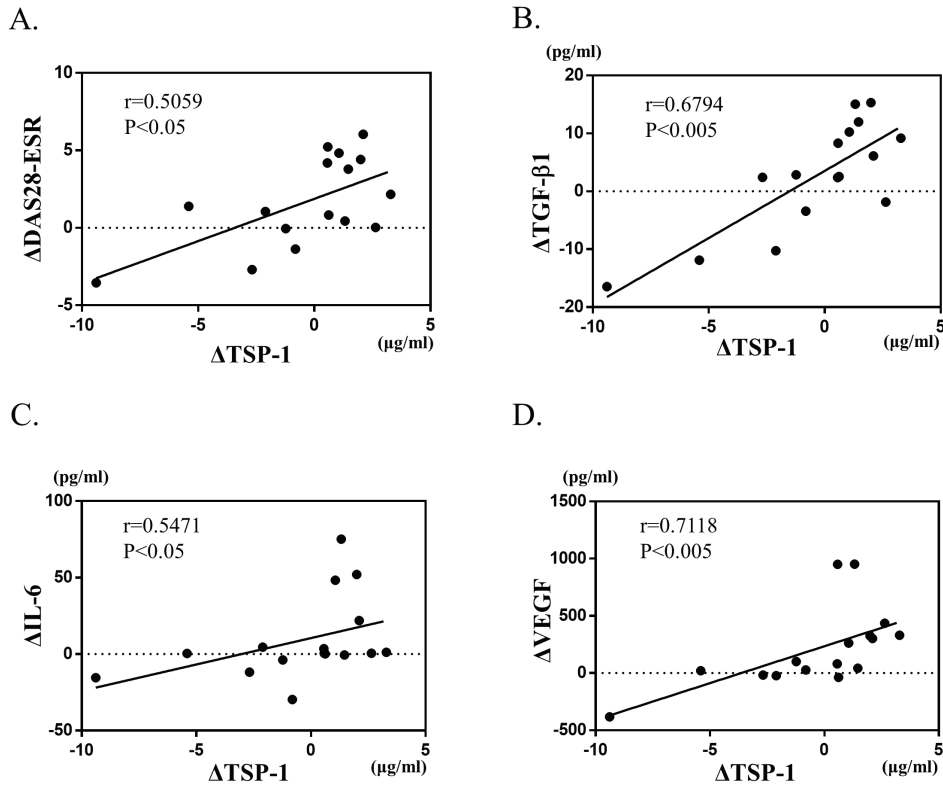 A.
10
5
0
-5
-10
-5
0
5
r=0.5059
P<0.05
ΔDAS28-ESR
ΔTSP-1
(μg/ml)
B.
(pg/ml)
20
10
0
-10
-20
-10
-5
0
5
r=0.6794
P<0.005
ΔTGF-β1
ΔTSP-1
(μg/ml)
C.
(pg/ml)
100
50
0
-50
-10
-5
0
5
r=0.5471
P<0.05
ΔIL-6
ΔTSP-1
(μg/ml)
D.
(pg/ml)
1500
1000
500
0
-500
-10
-5
0
5
r=0.7118
P<0.005
ΔVEGF
ΔTSP-1
(μg/ml)